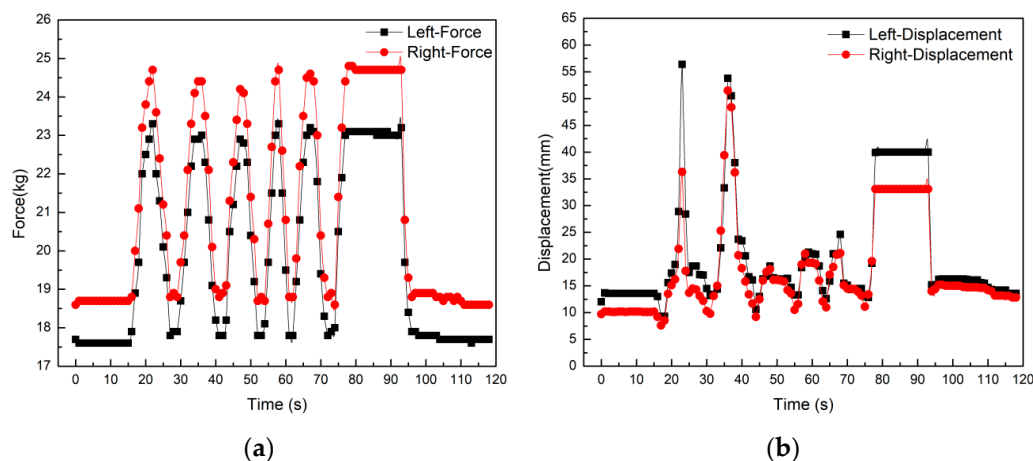 26
25
24
23
22
21
20
19
18
17
Force(kg)
Left-Force
Right-Force
0 10 20 30 40 50 60 70 80 90 100 110 120
Time (s)
(a)
65
60
55
50
45
40
35
30
25
20
15
10
5
0
Displacement(mm)
Left-Displacement
Right-Displacement
0 10 20 30 40 50 60 70 80 90 100 110 120
Time (s)
(b)